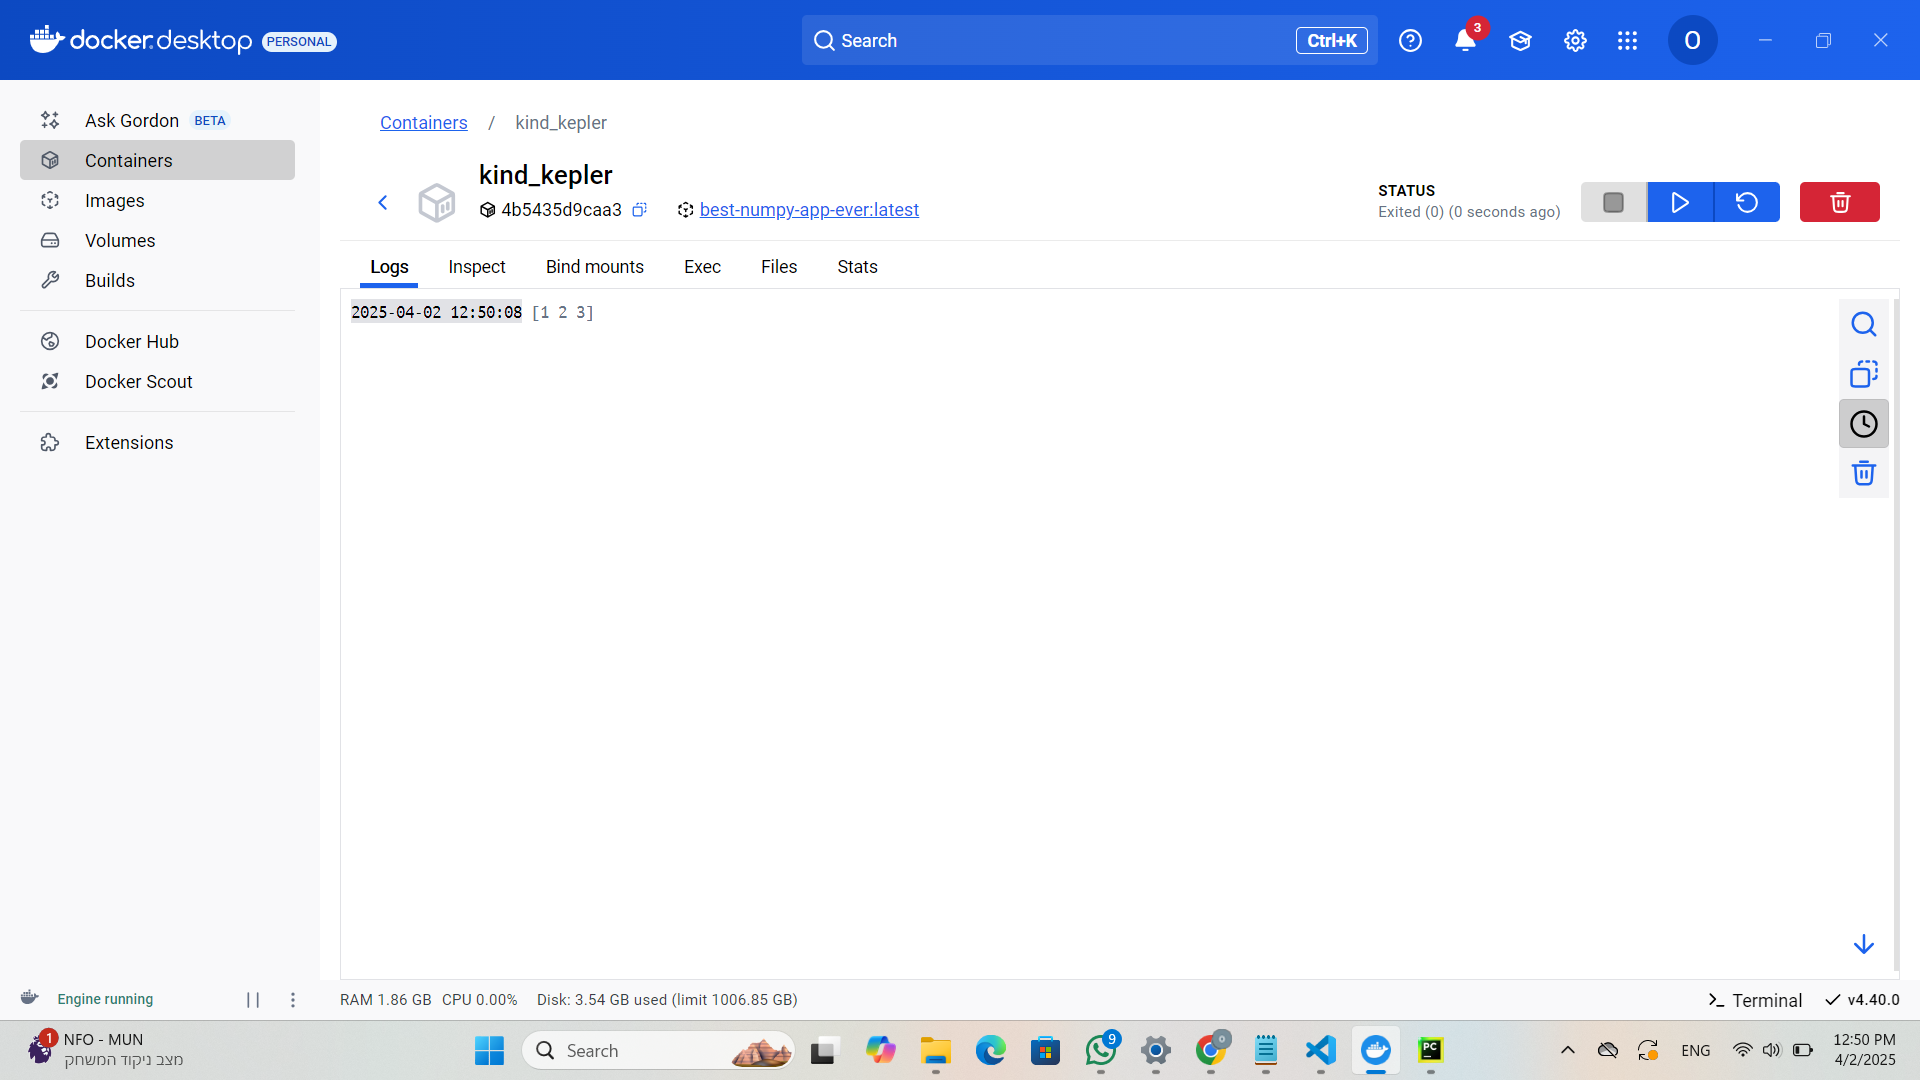 docker.desktop PERSONAL
Search
Ctrl+K
3
O
Ask Gordon BETA
Containers
Images
Volumes
Builds
Docker Hub
Docker Scout
Extensions
Containers / kind_kepler
kind_kepler
4b5435d9caa3 best-numpy-app-ever:latest
STATUS
Exited (0) (0 seconds ago)
Logs Inspect Bind mounts Exec Files Stats
2025-04-02 12:50:08 [1 2 3]
Engine running
RAM 1.86 GB CPU 0.00% Disk: 3.54 GB used (limit 1006.85 GB)
Terminal
v4.40.0
1
NFO - MUN
מצב ניקוד המשחק
Search
9
0
PC
ENG
12:50 PM
4/2/2025